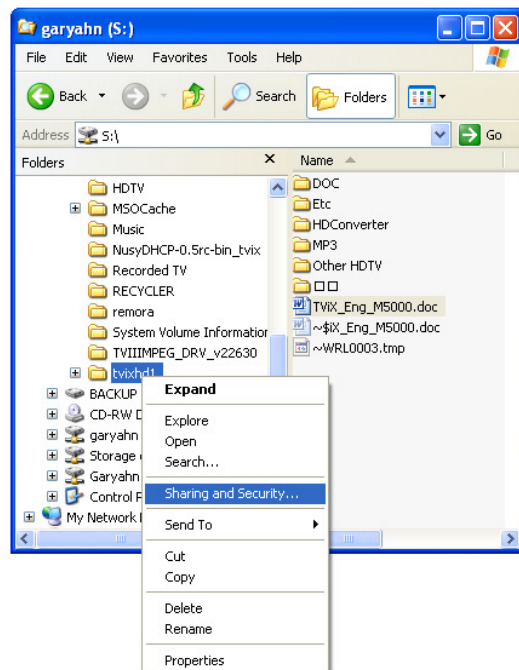 garyahn (S:)
File Edit View Favorites Tools Help
Back Search Folders
Address S:\ Go
Folders × Name
HDTV
MSOCache
Music
NusyDHCP-0.5rc-bin_tvix
Recorded TV
RECYCLER
remora
System Volume Information
TVIIIMPEG_DRV_v22630
tvixhd1
BACKUP
CD-RW D
garyahn
Storage
Garyahn
Control P
My Network
DOC
Etc
HDConverter
MP3
Other HDTV
□□
TViX_Eng_M5000.doc
~$iX_Eng_M5000.doc
~WRL0003.tmp
Expand
Explore
Open
Search...
Sharing and Security...
Send To
Cut
Copy
Delete
Rename
Properties